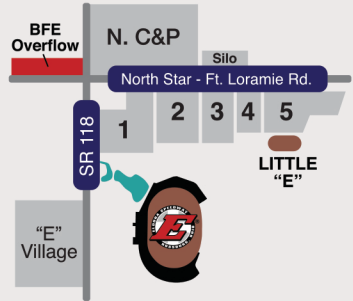 BFE
Overflow
N. C&P
Silo
North Star - Ft. Loramie Rd.
SR 118
1
2
3
4
5
LITTLE
"E"
"E"
Village
E